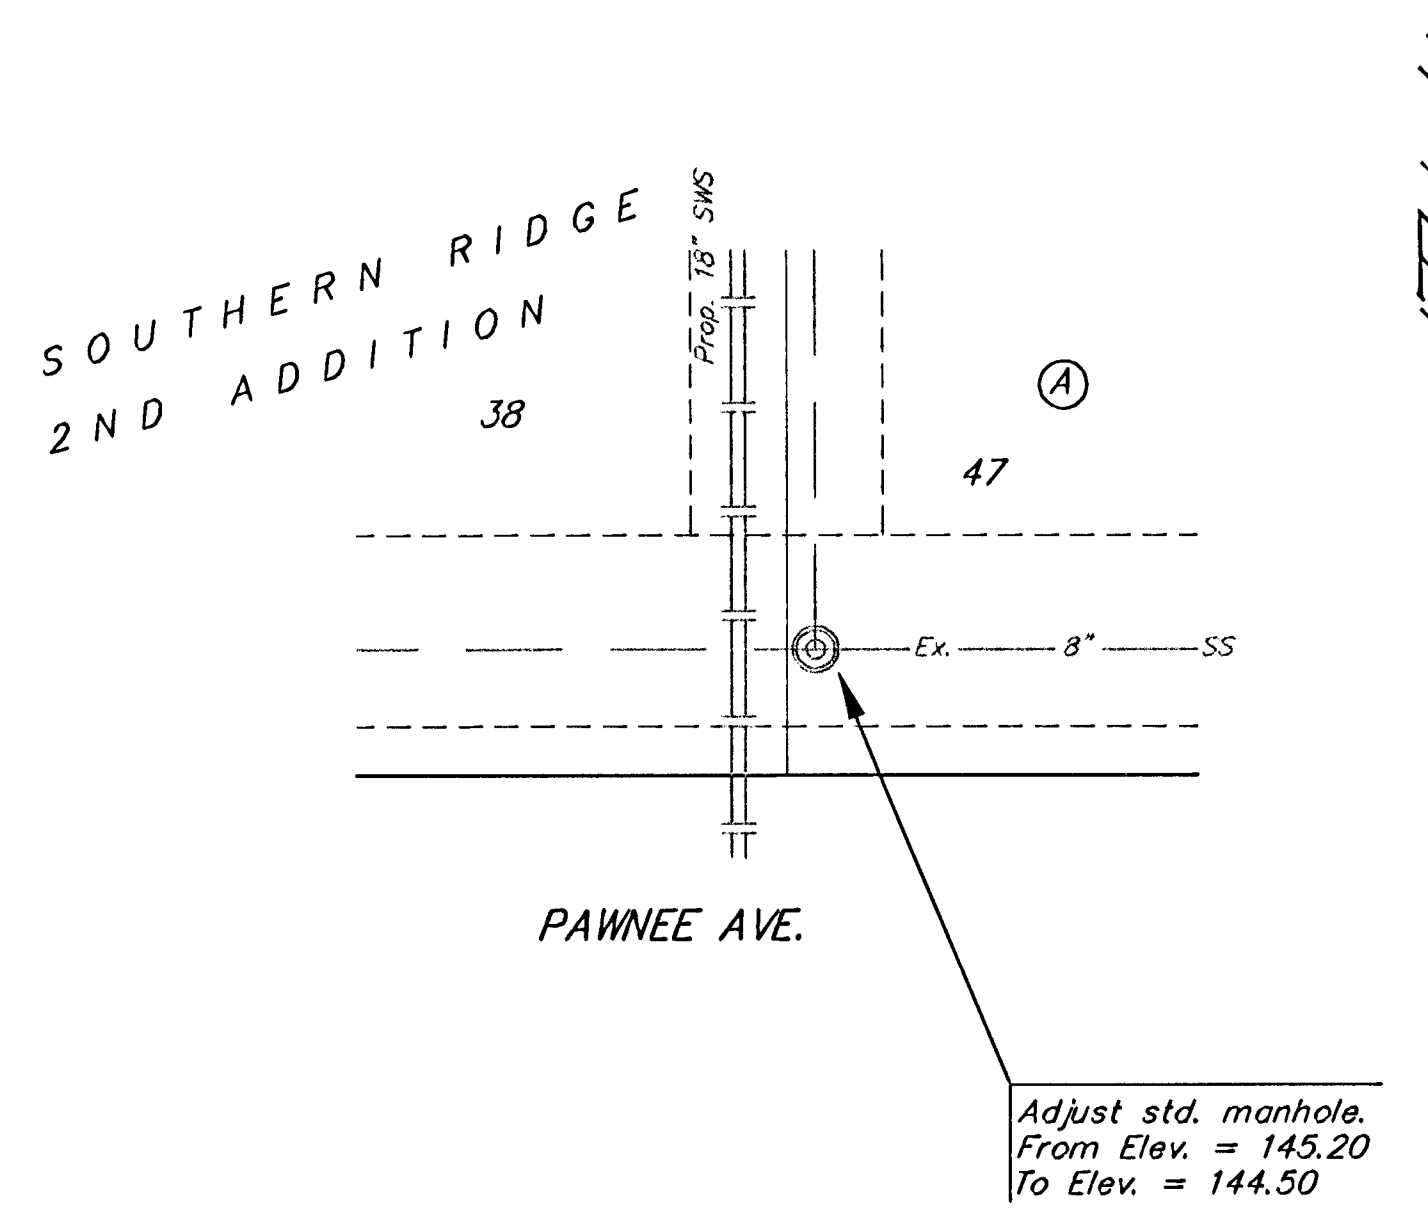 SOUTHERN RIDGE
2ND ADDITION
Prop. 18" SWS
38
A
47
Ex. 8" SS
PAWNEE AVE.
Adjust std. manhole.
From Elev. = 145.20
To Elev. = 144.50